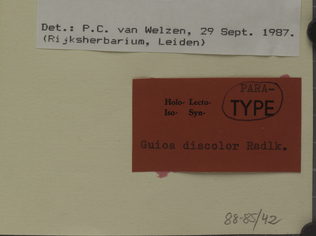 Det.: P.C. van Welzen, 29 Sept. 1987.
(Rijksherbarium, Leiden)
PARA-
Holo- Lecto- TYPE
Iso- Syn-
Guioa discolor Radlk.
88-85/42